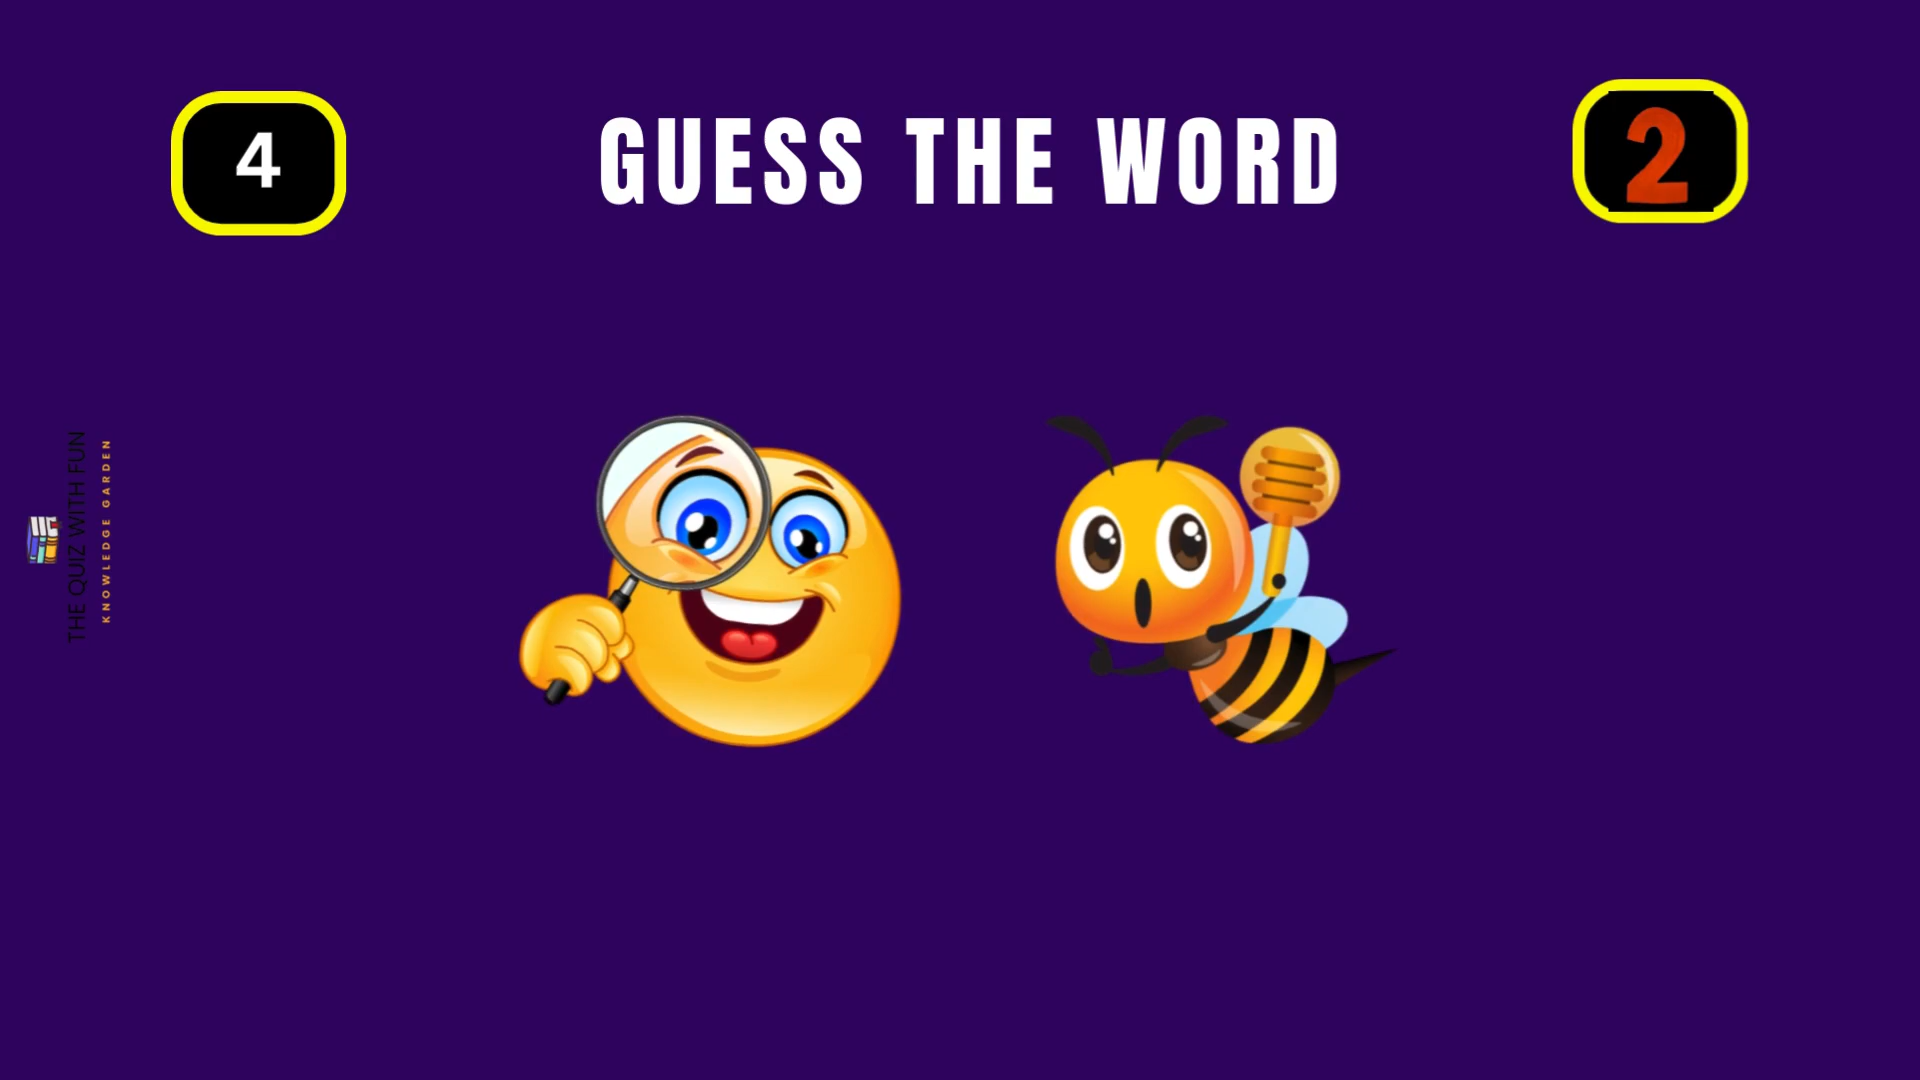 4
GUESS THE WORD
2
THE QUIZ WITH FUN
KNOWLEDGE GARDEN